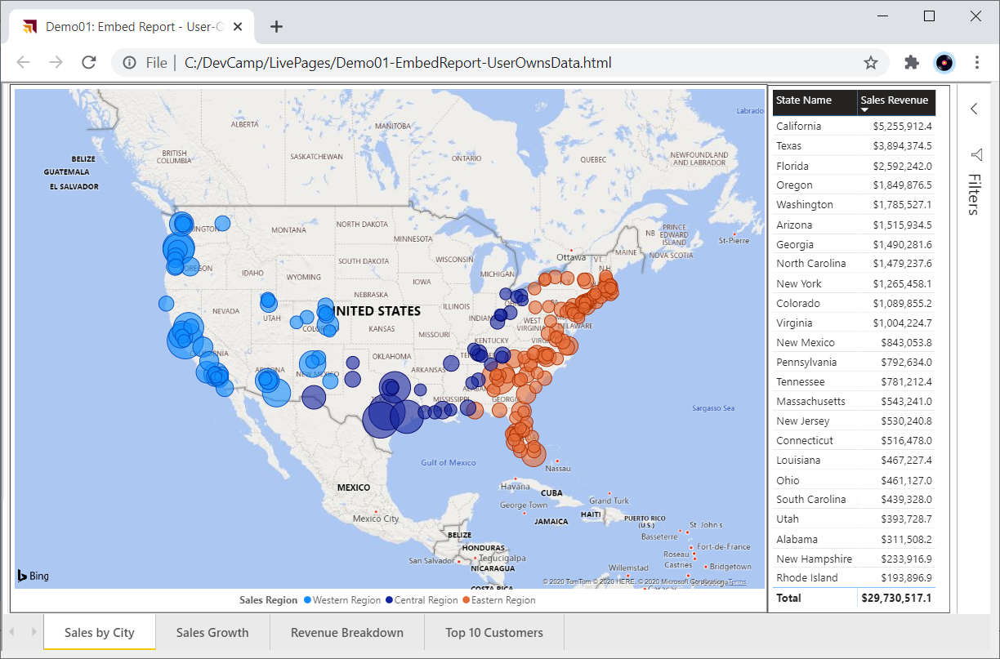 Demo01: Embed Report - User-O
File | C:/DevCamp/LivePages/Demo01-EmbedReport-UserOwnsData.html
Labrado
ALBERTA
MANITOBA
BRITISH
COLUMBIA
SASKATCHEWAN
ONTARIO
QUEBEC
NEWFOUNDLAND
AND LABRADOR
BELIZE
GUATEMALA
EL SALVADOR
INGTON
MONTANA
NORTH DAKOTA
MINNESOTA
NB
PRINCE
EDWARD
ISLAND
St-Pierre
MAINE
NOVA SCOTIA
Ottawa
VT.
N.H.
OREGON
IDAHO
SOUTH DAKOTA
WISCONSIN
MICHIGAN
WYOMING
IOWA
NEBRASKA
NEVADA
UTAH
UNITED STATES
ILLINOIS
INDIAN
WEST
VIRGINIA
DELAWARE
COLO
KANSAS
MISSOURI
KENTUCKY
VIRG
CALIFORNIA
OKLAHOMA
ARKANSAS
ARIZONA
NEW MEXICO
MISSISSIPPI
ALABAMA
GEORGIA
Sargasso Sea
Gulf of Mexico
Nassau
MEXICO
Havana
CUBA
Grand Turk
George Town
Mexico City
JAMAICA
HAITI
PUERTO RICO
(U.S.)
St. John's
BELIZE
Basseterre
HONDURAS
Fort-de-France
San Salvador
Tegucigalpa
Roseau
Castries
NICARAGUA
Willemstad
Bridgetown
COSTA RICA
Bing
© 2020 TomTom © 2020 HERE, © 2020 Microsoft Corporation Terms
Sales Region Western Region Central Region Eastern Region
State Name Sales Revenue
California $5,255,912.4
Texas $3,894,374.5
Florida $2,592,242.0
Oregon $1,849,876.5
Washington $1,785,527.1
Arizona $1,515,934.5
Georgia $1,490,281.6
North Carolina $1,479,237.6
New York $1,265,458.1
Colorado $1,089,855.2
Virginia $1,004,224.7
New Mexico $843,053.8
Pennsylvania $792,634.0
Tennessee $781,212.4
Massachusetts $543,241.0
New Jersey $530,240.8
Connecticut $516,478.0
Louisiana $467,227.4
Ohio $461,127.0
South Carolina $439,328.0
Utah $393,728.7
Alabama $311,508.2
New Hampshire $233,916.9
Rhode Island $193,896.9
Total $29,730,517.1
Filters
Sales by City Sales Growth Revenue Breakdown Top 10 Customers